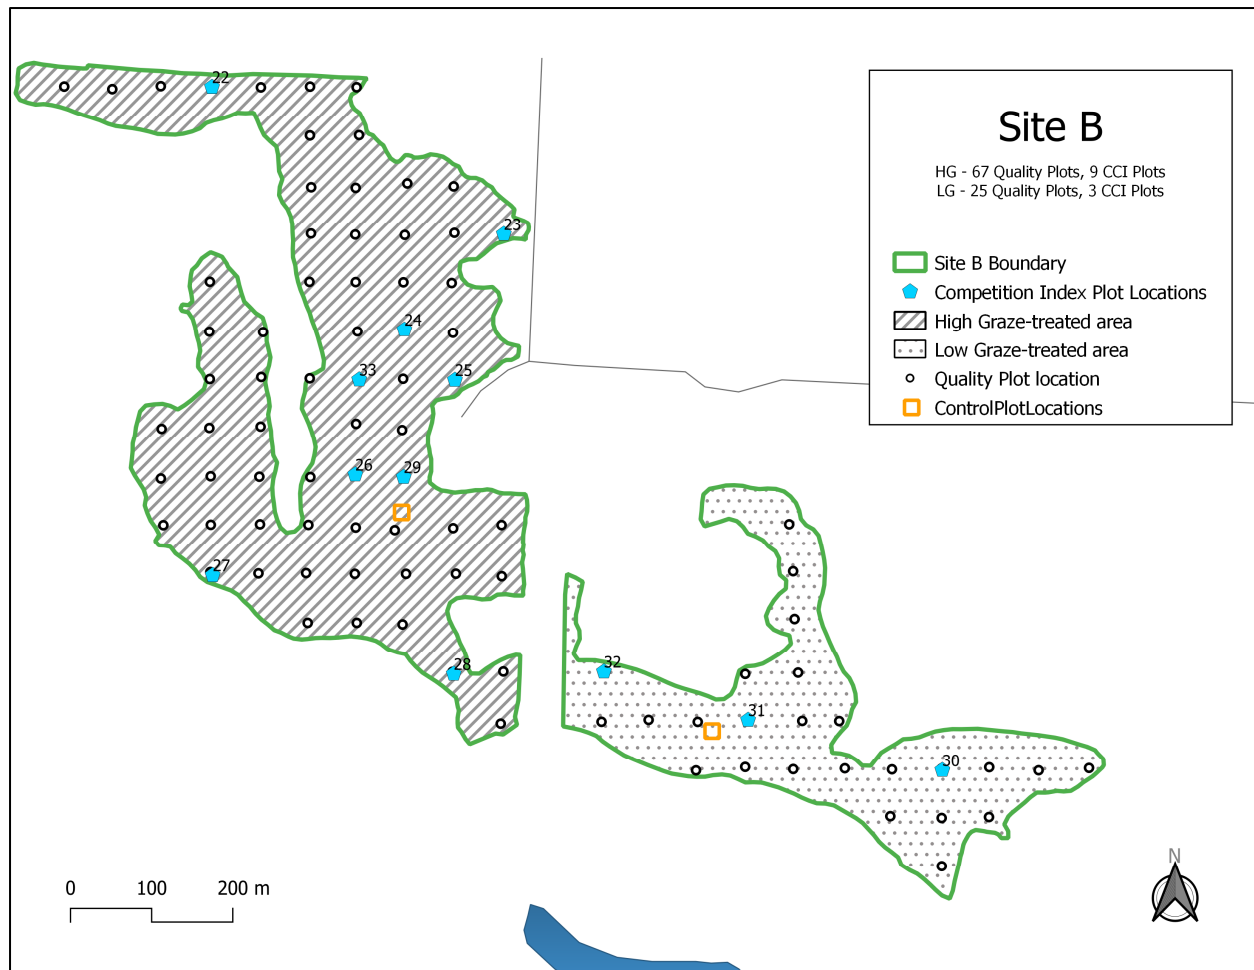 Site B
HG - 67 Quality Plots, 9 CCI Plots
LG - 25 Quality Plots, 3 CCI Plots
Site B Boundary
Competition Index Plot Locations
High Graze-treated area
Low Graze-treated area
Quality Plot location
ControlPlotLocations
22
23
24
33
25
26
29
27
28
32
31
30
0 100 200 m
N